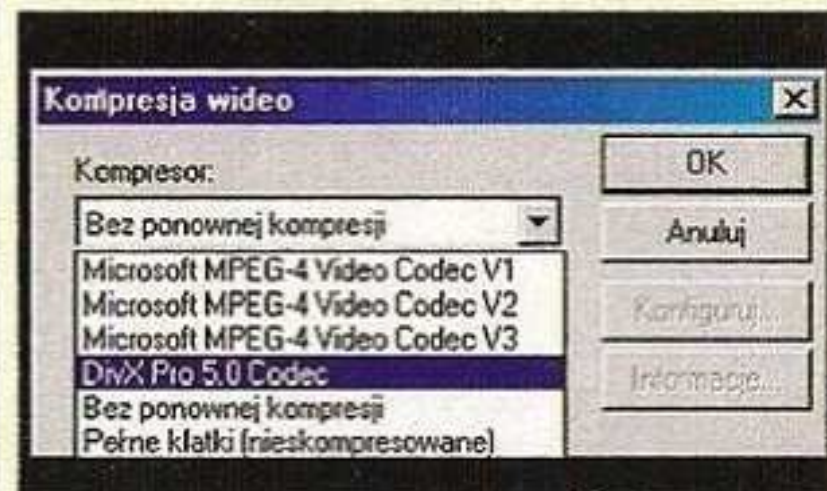 Kompresja wideo
Kompresor:
Bez ponownej kompresji
Microsoft MPEG-4 Video Codec V1
Microsoft MPEG-4 Video Codec V2
Microsoft MPEG-4 Video Codec V3
DivX Pro 5.0 Codec
Bez ponownej kompresji
Pełne klatki (nieskompresowane)
OK
Anuluj
Konfiguruj...
Informacje...